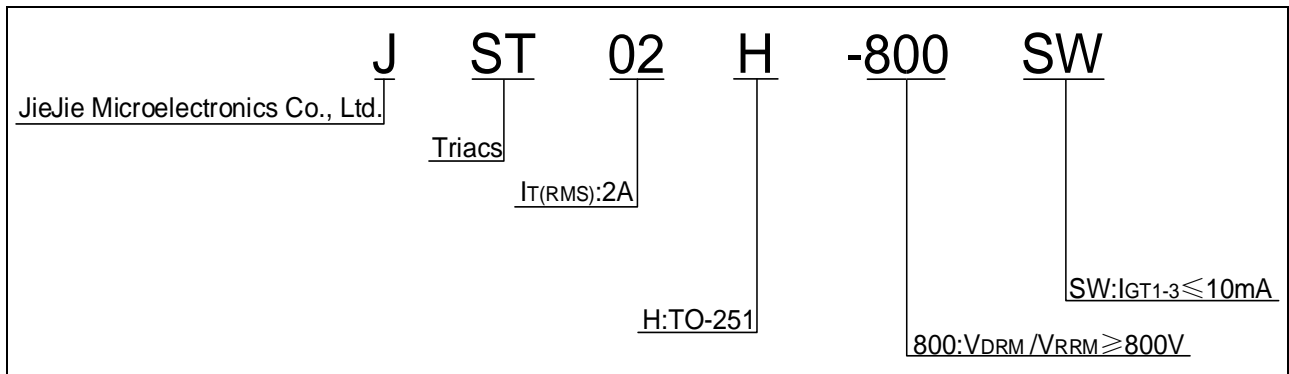 J ST 02 H -800 SW
JieJie Microelectronics Co., Ltd.
Triacs
IT(RMS):2A
SW:IGT1-3≤10mA
H:TO-251
800:VDRM /VRRM≥800V